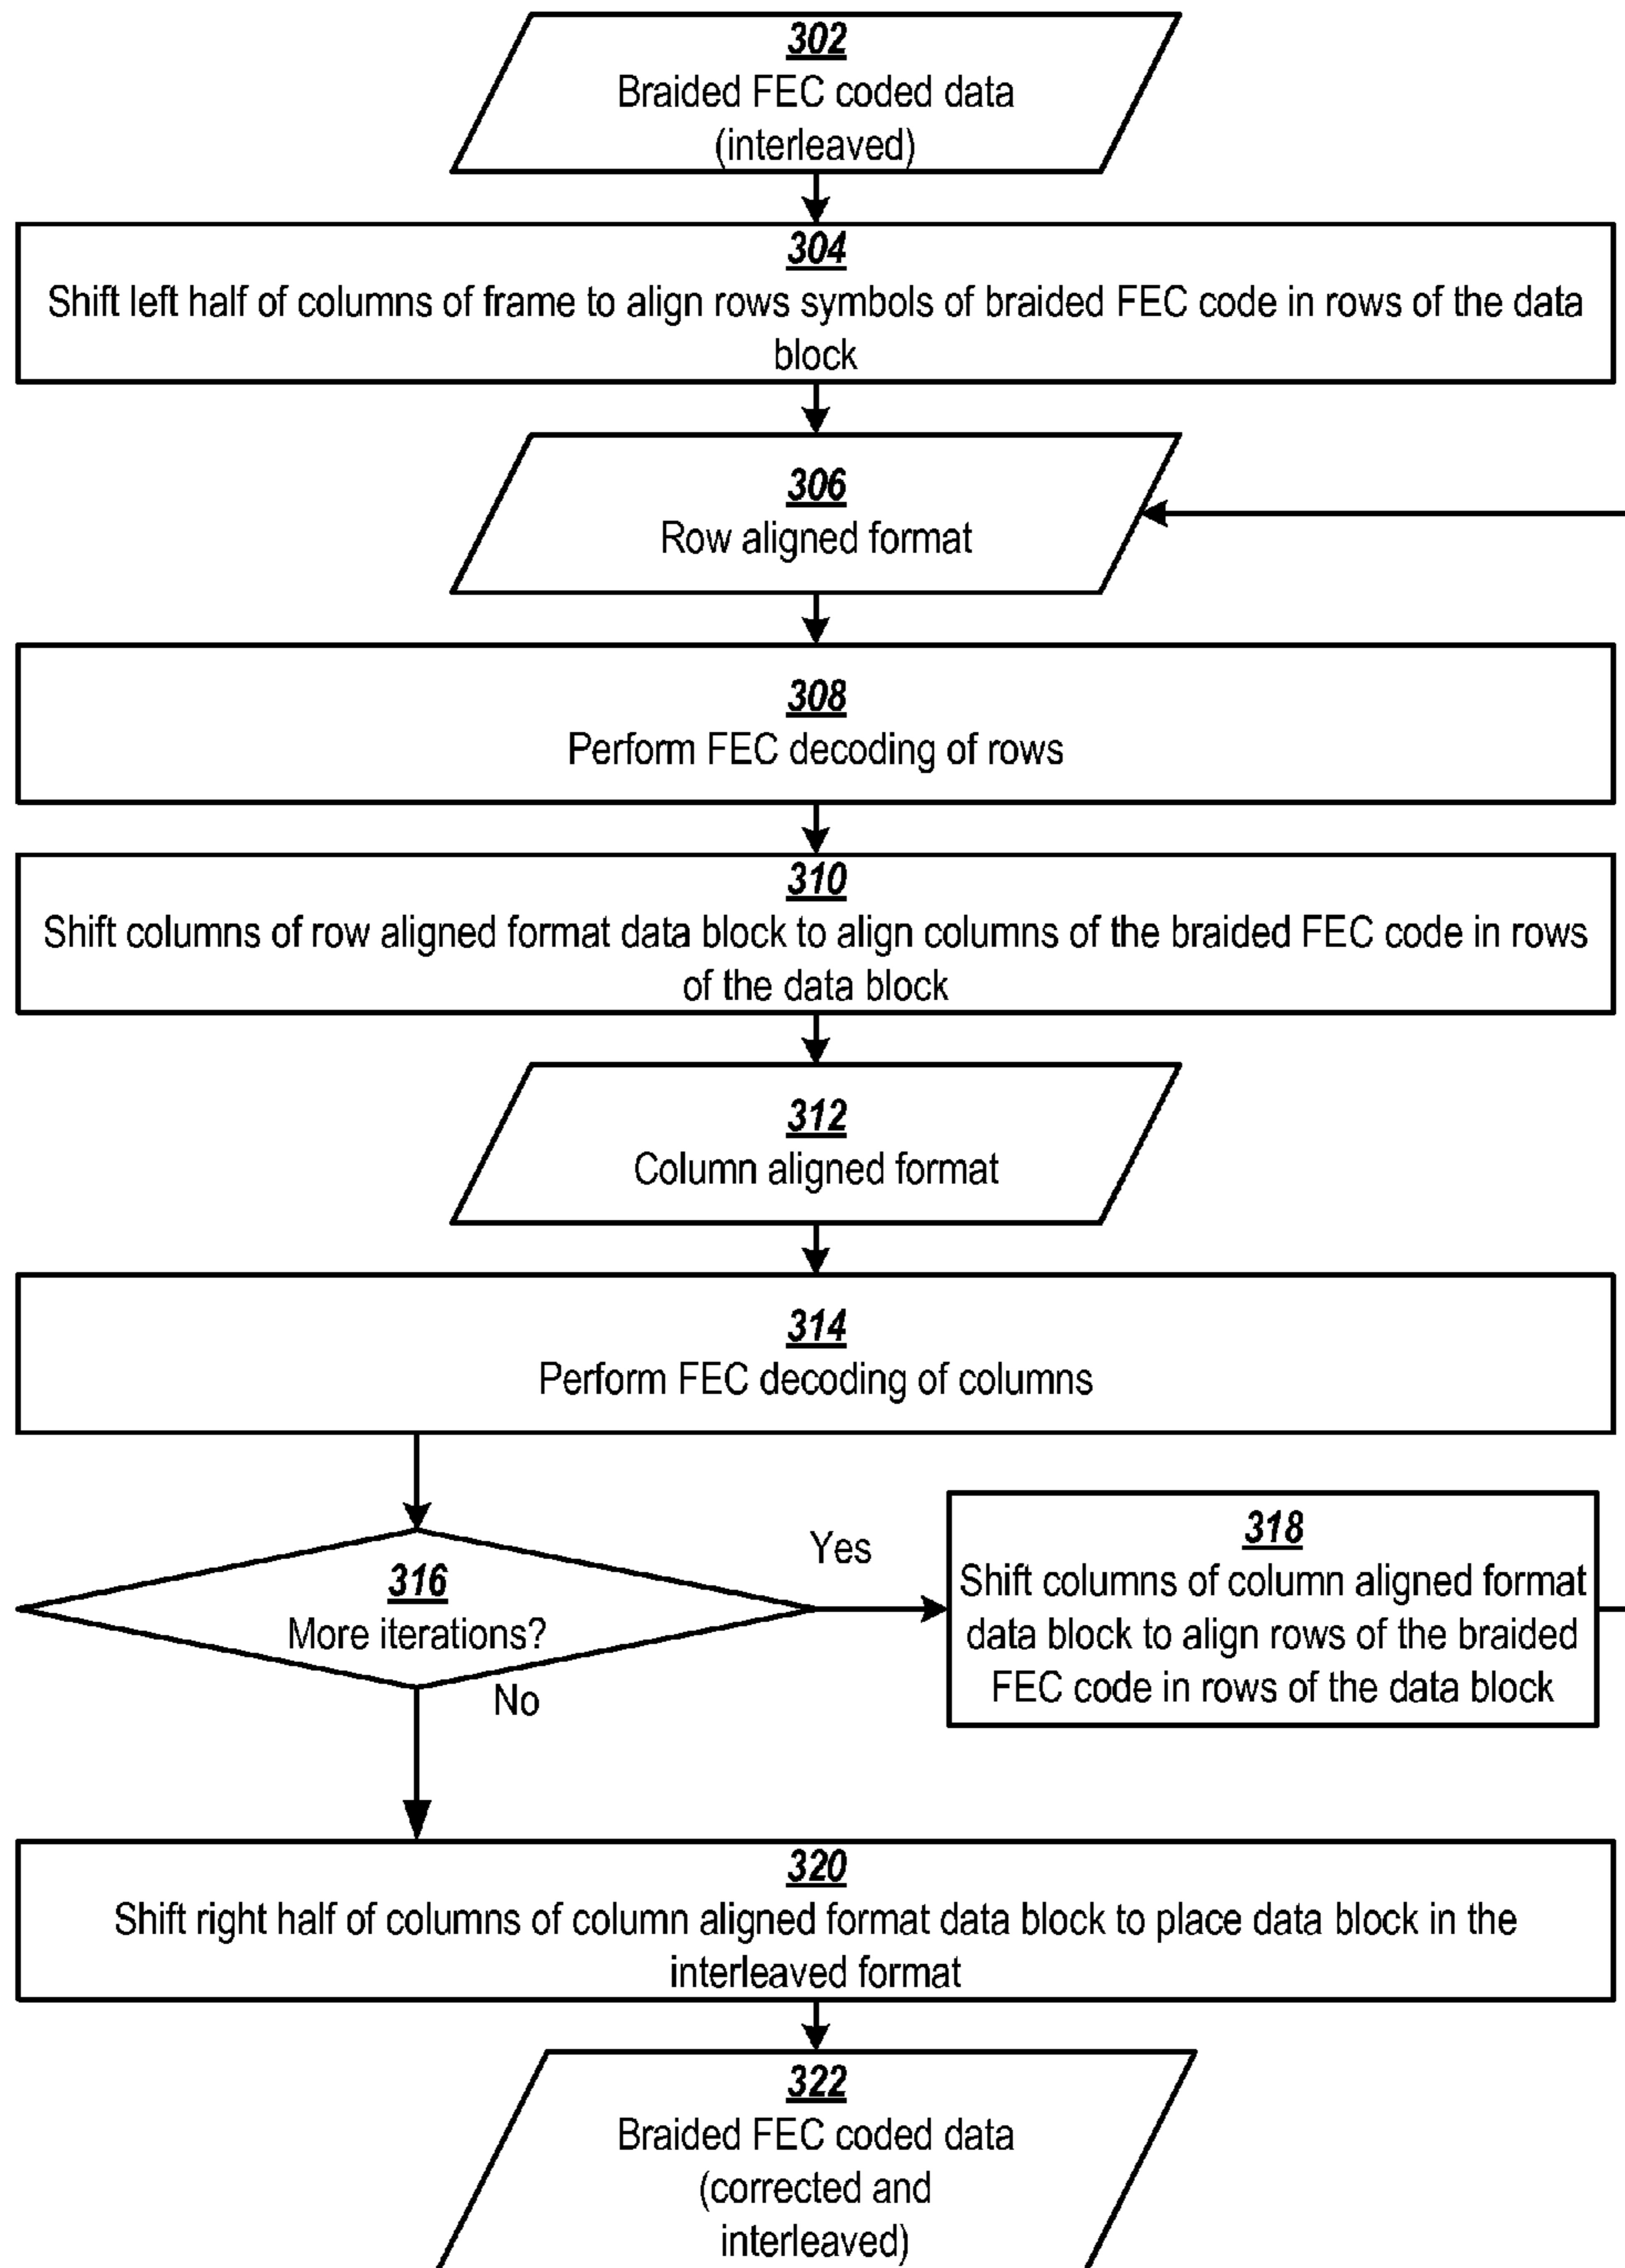 302
Braided FEC coded data
(interleaved)
304
Shift left half of columns of frame to align rows symbols of braided FEC code in rows of the data
block
306
Row aligned format
308
Perform FEC decoding of rows
310
Shift columns of row aligned format data block to align columns of the braided FEC code in rows
of the data block
312
Column aligned format
314
Perform FEC decoding of columns
316
More iterations?
Yes
No
318
Shift columns of column aligned format
data block to align rows of the braided
FEC code in rows of the data block
320
Shift right half of columns of column aligned format data block to place data block in the
interleaved format
322
Braided FEC coded data
(corrected and
interleaved)